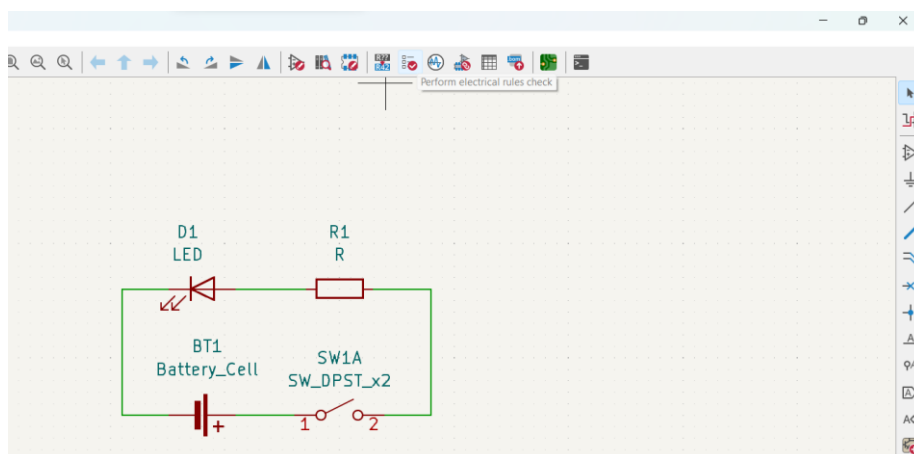 Perform electrical rules check
D1
LED
R1
R
BT1
Battery_Cell
SW1A
SW_DPST_x2
+
1
2